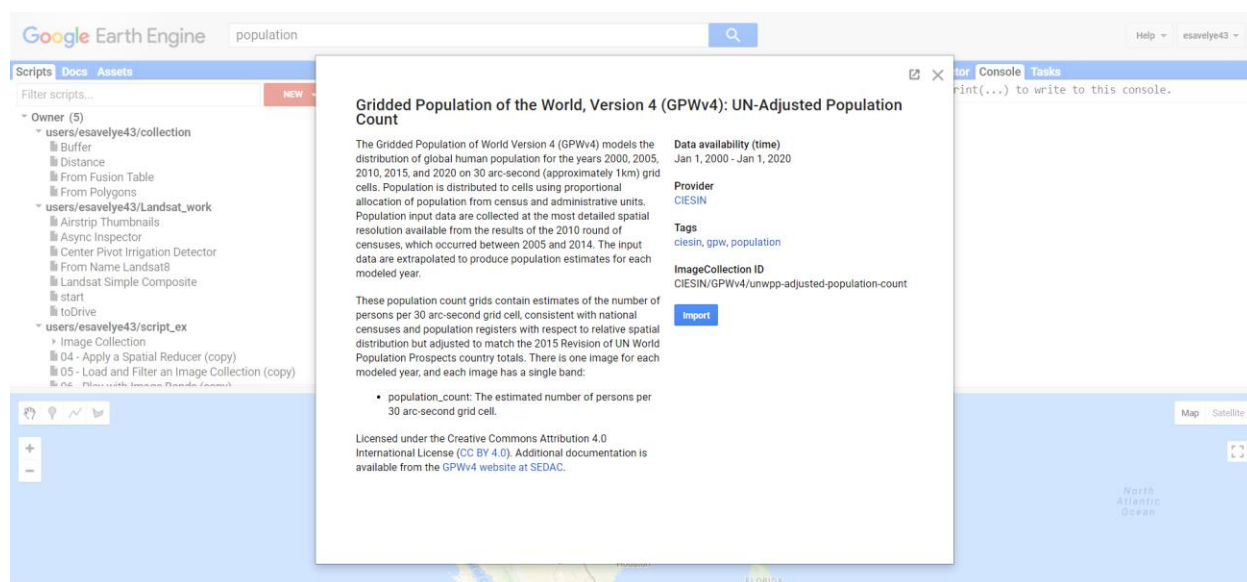 Google Earth Engine
population
Help
esavelye43
Scripts Docs Assets
Filter scripts...
NEW
Owner (5)
users/esavelye43/collection
Buffer
Distance
From Fusion Table
From Polygons
users/esavelye43/Landsat_work
Airstrip Thumbnails
Async Inspector
Center Pivot Irrigation Detector
From Name Landsat8
Landsat Simple Composite
start
toDrive
users/esavelye43/script_ex
Image Collection
04 - Apply a Spatial Reducer (copy)
05 - Load and Filter an Image Collection (copy)
Gridded Population of the World, Version 4 (GPWv4): UN-Adjusted Population
Count
The Gridded Population of World Version 4 (GPWv4) models the
distribution of global human population for the years 2000, 2005,
2010, 2015, and 2020 on 30 arc-second (approximately 1km) grid
cells. Population is distributed to cells using proportional
allocation of population from census and administrative units.
Population input data are collected at the most detailed spatial
resolution available from the results of the 2010 round of
censuses, which occurred between 2005 and 2014. The input
data are extrapolated to produce population estimates for each
modeled year.
These population count grids contain estimates of the number of
persons per 30 arc-second grid cell, consistent with national
censuses and population registers with respect to relative spatial
distribution but adjusted to match the 2015 Revision of UN World
Population Prospects country totals. There is one image for each
modeled year, and each image has a single band:
• population_count: The estimated number of persons per
30 arc-second grid cell.
Licensed under the Creative Commons Attribution 4.0
International License (CC BY 4.0). Additional documentation is
available from the GPWv4 website at SEDAC.
Data availability (time)
Jan 1, 2000 - Jan 1, 2020
Provider
CIESIN
Tags
ciesin, gpw, population
ImageCollection ID
CIESIN/GPWv4/unwpp-adjusted-population-count
Import
tor Console Tasks
rint(...) to write to this console.
Map Satellite
North
Atlantic
Ocean
FLORIDA